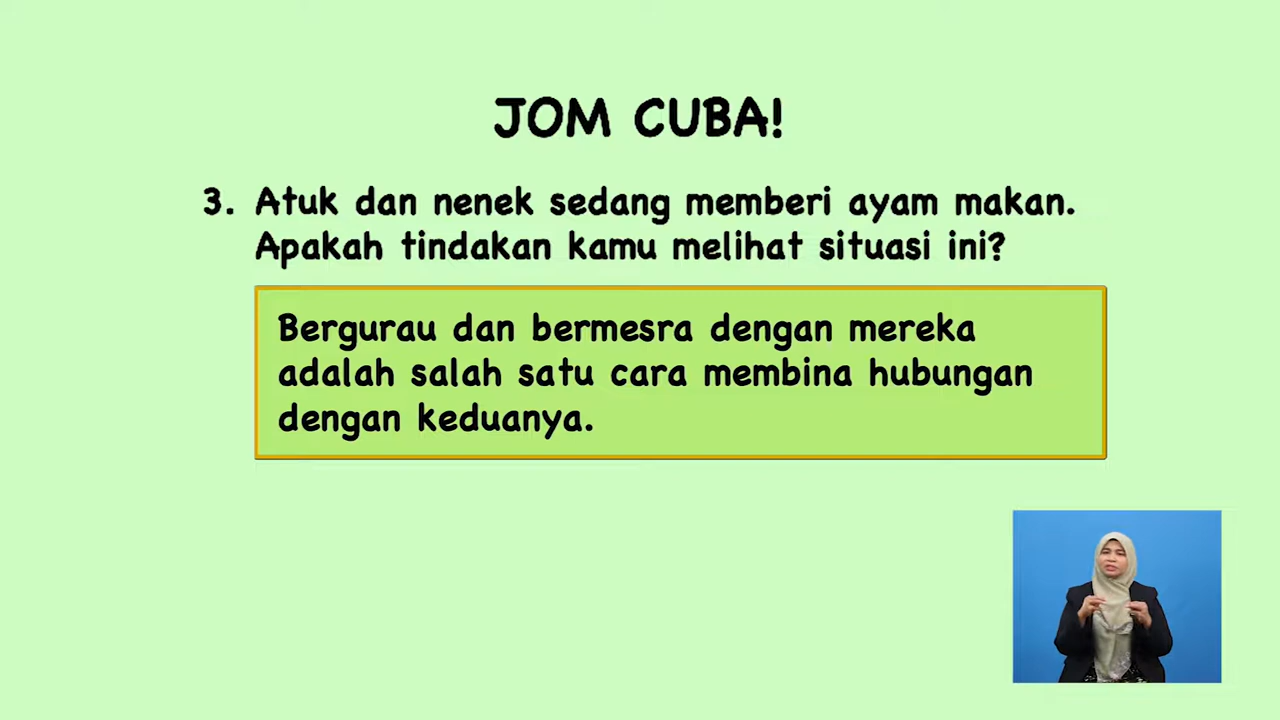 JOM CUBA!
3. Atuk dan nenek sedang memberi ayam makan.
Apakah tindakan kamu melihat situasi ini?
Bergurau dan bermesra dengan mereka
adalah salah satu cara membina hubungan
dengan keduanya.